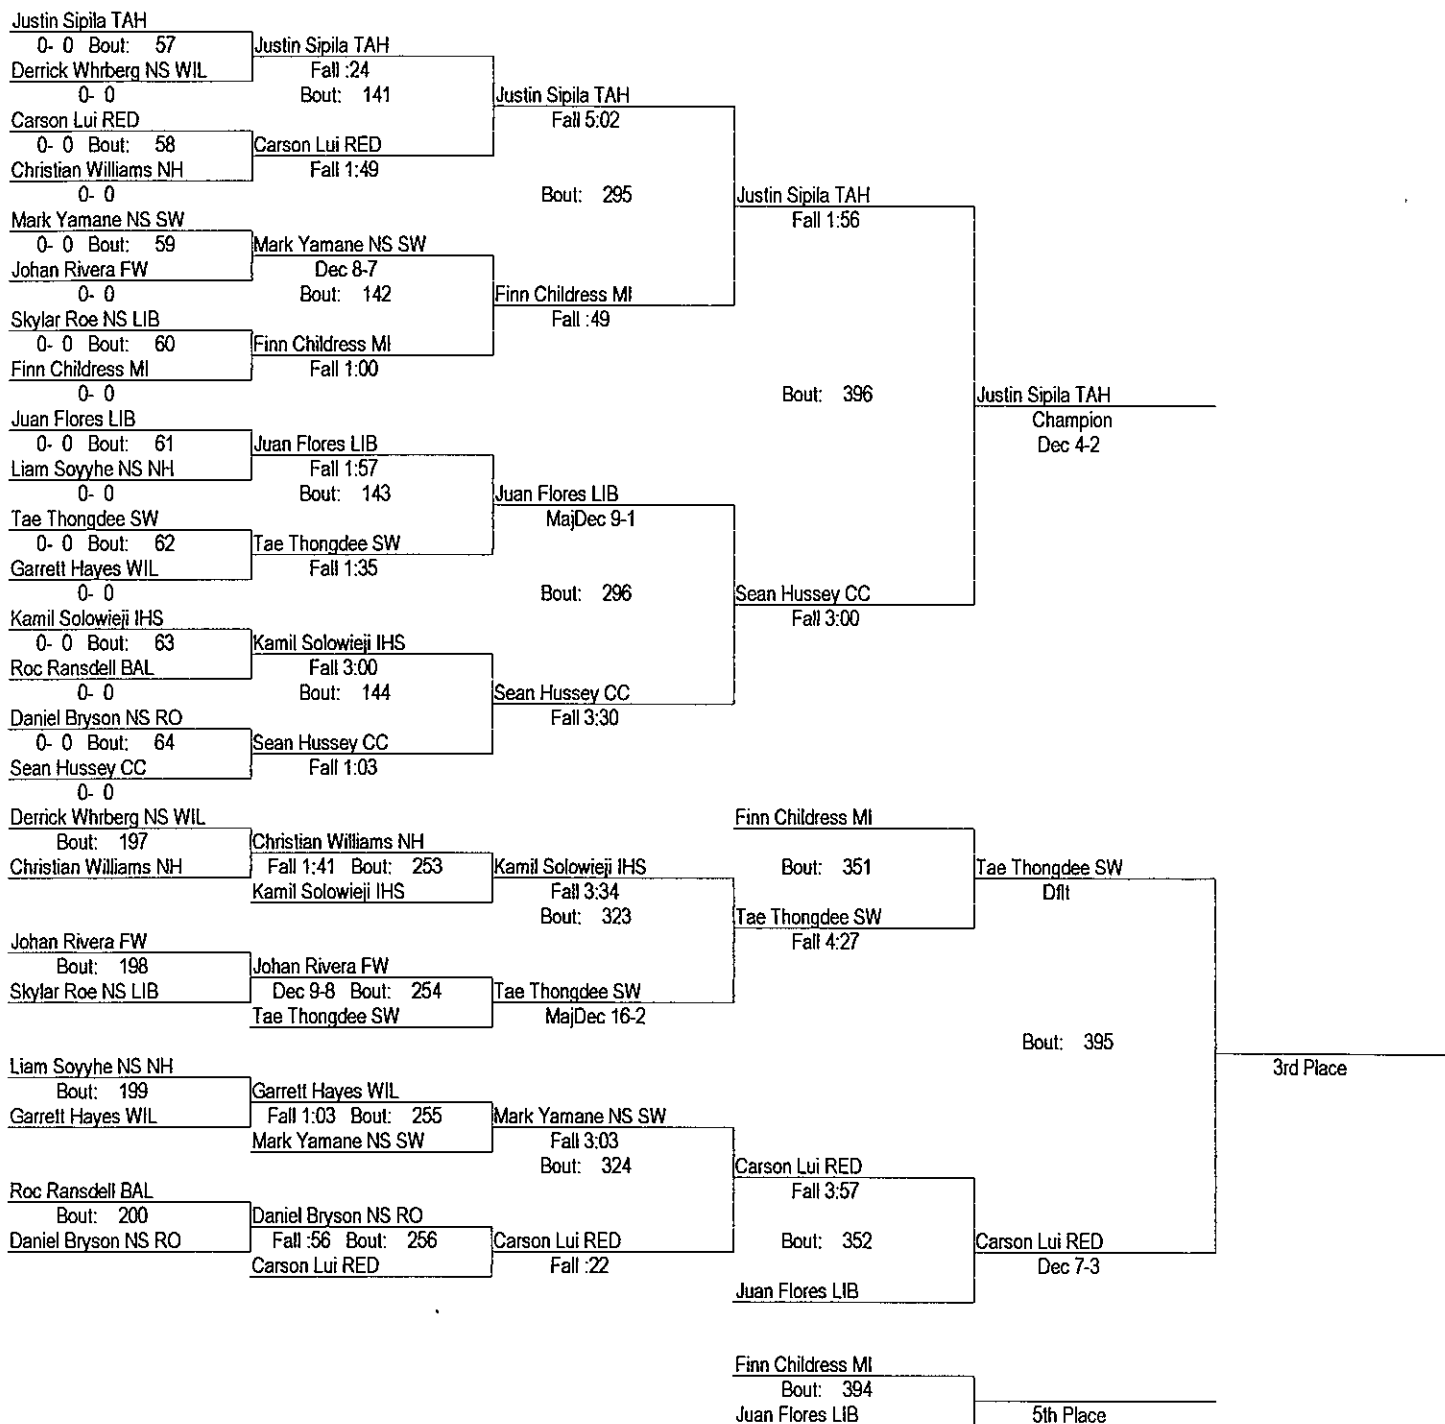 Justin Sipila TAH
0- 0 Bout: 57
Derrick Whrberg NS WIL
0- 0
Carson Lui RED
0- 0 Bout: 58
Christian Williams NH
0- 0
Mark Yamane NS SW
0- 0 Bout: 59
Johan Rivera FW
0- 0
Skylar Roe NS LIB
0- 0 Bout: 60
Finn Childress MI
0- 0
Juan Flores LIB
0- 0 Bout: 61
Liam Soyyhe NS NH
0- 0
Tae Thongdee SW
0- 0 Bout: 62
Garrett Hayes WIL
0- 0
Kamil Solowieji IHS
0- 0 Bout: 63
Roc Ransdell BAL
0- 0
Daniel Bryson NS RO
0- 0 Bout: 64
Sean Hussey CC
0- 0
Justin Sipila TAH
Fall :24
Bout: 141
Carson Lui RED
Fall 1:49
Mark Yamane NS SW
Dec 8-7
Bout: 142
Finn Childress MI
Fall 1:00
Juan Flores LIB
Fall 1:57
Bout: 143
Tae Thongdee SW
Fall 1:35
Kamil Solowieji IHS
Fall 3:00
Bout: 144
Sean Hussey CC
Fall 1:03
Justin Sipila TAH
Fall 5:02
Bout: 295
Finn Childress MI
Fall :49
Juan Flores LIB
MajDec 9-1
Bout: 296
Sean Hussey CC
Fall 3:30
Justin Sipila TAH
Fall 1:56
Bout: 396
Sean Hussey CC
Fall 3:00
Justin Sipila TAH
Champion
Dec 4-2
Derrick Whrberg NS WIL
Bout: 197
Christian Williams NH
Johan Rivera FW
Bout: 198
Skylar Roe NS LIB
Liam Soyyhe NS NH
Bout: 199
Garrett Hayes WIL
Roc Ransdell BAL
Bout: 200
Daniel Bryson NS RO
Christian Williams NH
Fall 1:41 Bout: 253
Kamil Solowieji IHS
Johan Rivera FW
Dec 9-8 Bout: 254
Tae Thongdee SW
Garrett Hayes WIL
Fall 1:03 Bout: 255
Mark Yamane NS SW
Daniel Bryson NS RO
Fall :56 Bout: 256
Carson Lui RED
Kamil Solowieji IHS
Fall 3:34
Bout: 323
Tae Thongdee SW
MajDec 16-2
Mark Yamane NS SW
Fall 3:03
Bout: 324
Carson Lui RED
Fall :22
Finn Childress MI
Bout: 351
Tae Thongdee SW
Fall 4:27
Carson Lui RED
Fall 3:57
Bout: 352
Juan Flores LIB
Tae Thongdee SW
Dflt
Bout: 395
Carson Lui RED
Dec 7-3
3rd Place
Finn Childress MI
Bout: 394
Juan Flores LIB
5th Place